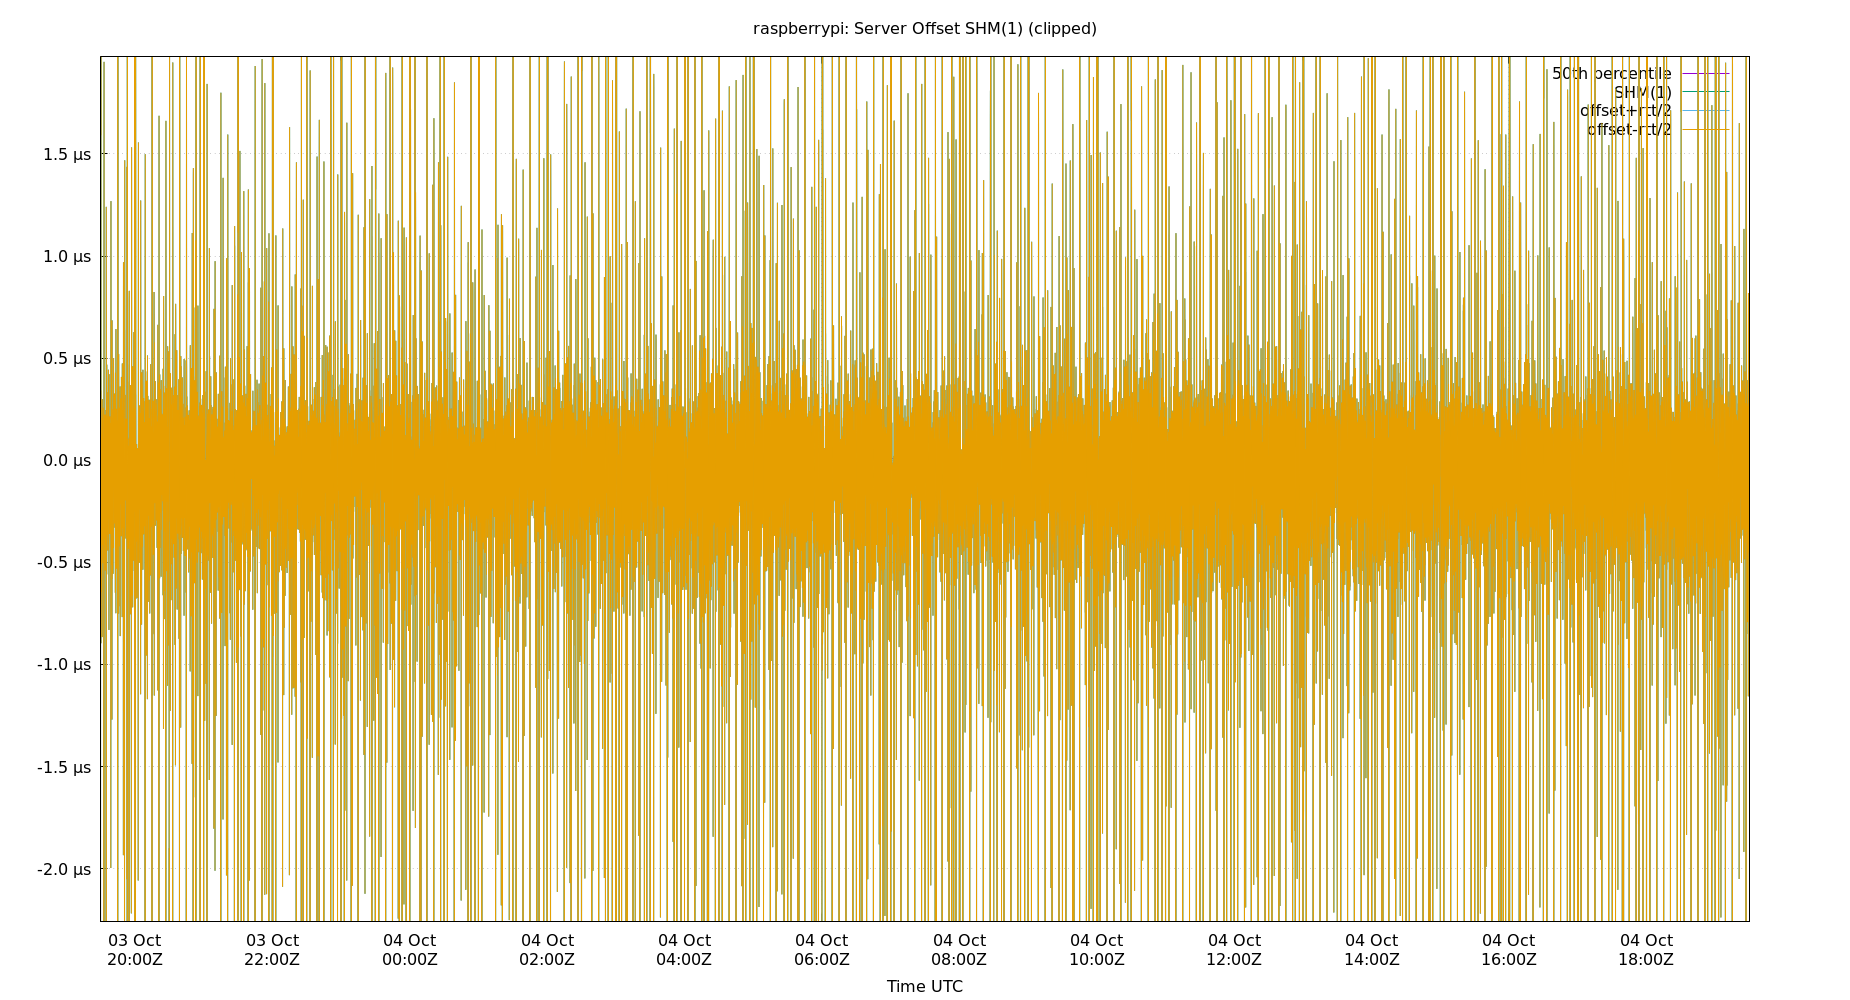 raspberrypi: Server Offset SHM(1) (clipped)
50th percentile
SHM(1)
offset+rtt/2
offset-rtt/2
1.5 µs
1.0 µs
0.5 µs
0.0 µs
-0.5 µs
-1.0 µs
-1.5 µs
-2.0 µs
03 Oct 03 Oct 04 Oct 04 Oct 04 Oct 04 Oct 04 Oct 04 Oct 04 Oct 04 Oct 04 Oct 04 Oct
20:00Z 22:00Z 00:00Z 02:00Z 04:00Z 06:00Z 08:00Z 10:00Z 12:00Z 14:00Z 16:00Z 18:00Z
Time UTC